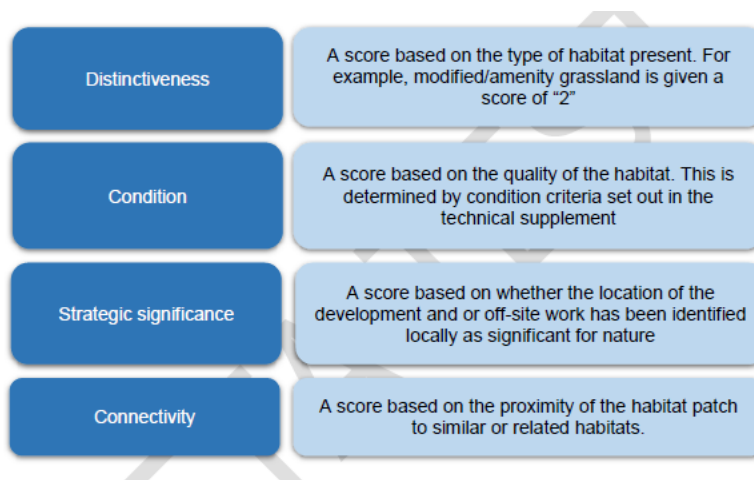 Distinctiveness
A score based on the type of habitat present. For
example, modified/amenity grassland is given a
score of “2”
Condition
A score based on the quality of the habitat. This is
determined by condition criteria set out in the
technical supplement
Strategic significance
A score based on whether the location of the
development and or off-site work has been identified
locally as significant for nature
Connectivity
A score based on the proximity of the habitat patch
to similar or related habitats.